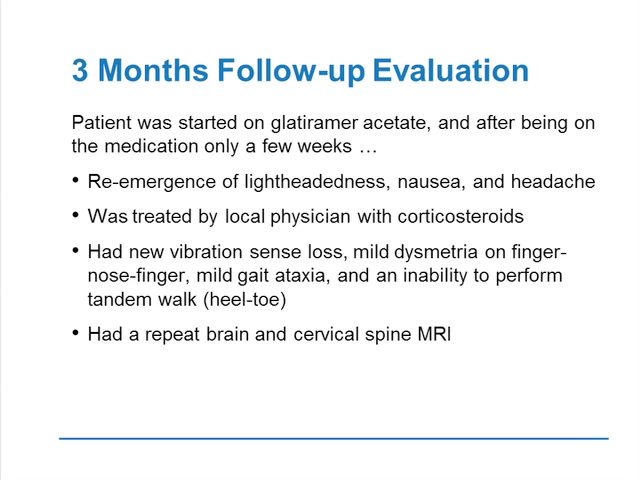 3 Months Follow-up Evaluation
Patient was started on glatiramer acetate, and after being on
the medication only a few weeks …
• Re-emergence of lightheadedness, nausea, and headache
• Was treated by local physician with corticosteroids
• Had new vibration sense loss, mild dysmetria on finger-
nose-finger, mild gait ataxia, and an inability to perform
tandem walk (heel-toe)
• Had a repeat brain and cervical spine MRI